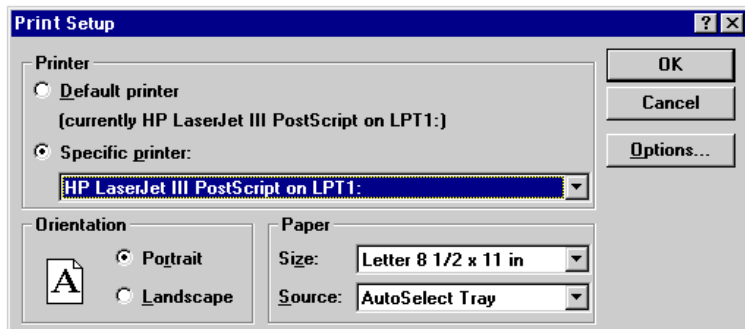 Print Setup
Printer
OK
Default printer
(currently HP LaserJet III PostScript on LPT1:)
Cancel
Specific printer:
Options...
HP LaserJet III PostScript on LPT1:
Orientation
Paper
A
Portrait
Size: Letter 8 1/2 x 11 in
Landscape
Source: AutoSelect Tray